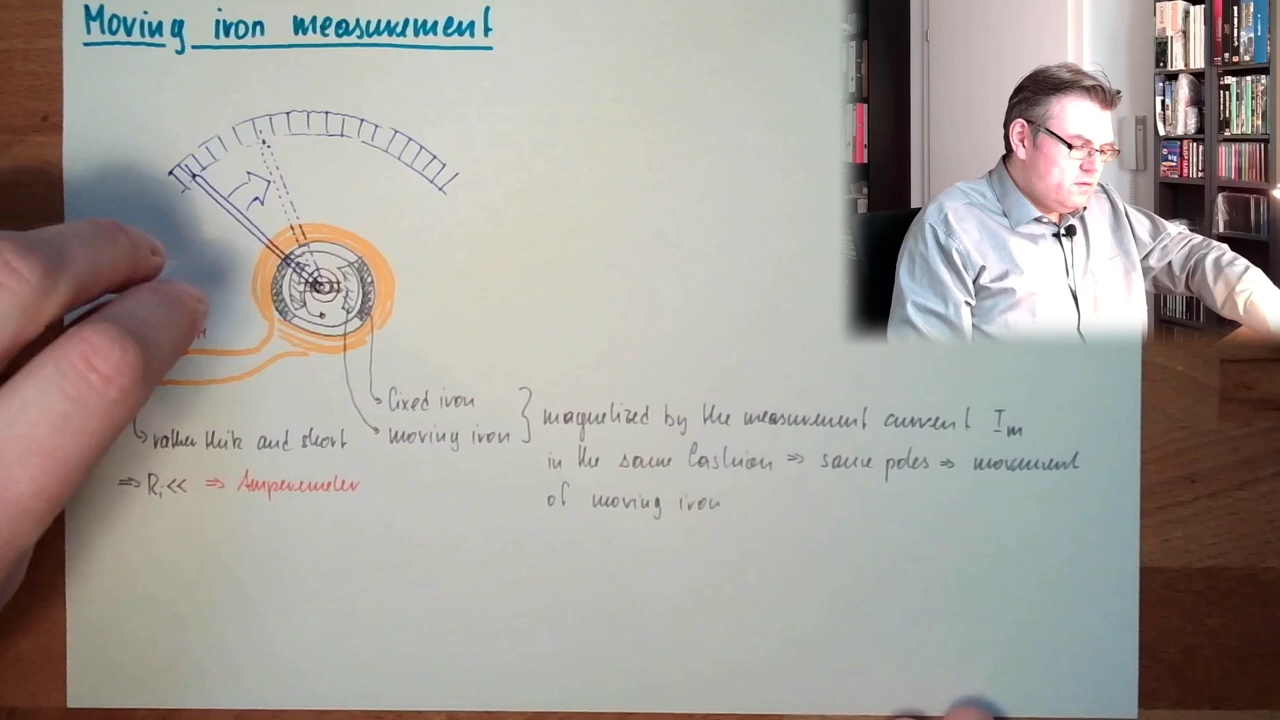 Moving iron measurement
fixed iron
moving iron
magnetized by the measurement current Im
in the same fashion ⇒ same poles ⇒ movement
of moving iron
rather thik and short
⇒ Ri << ⇒ Amperemeter